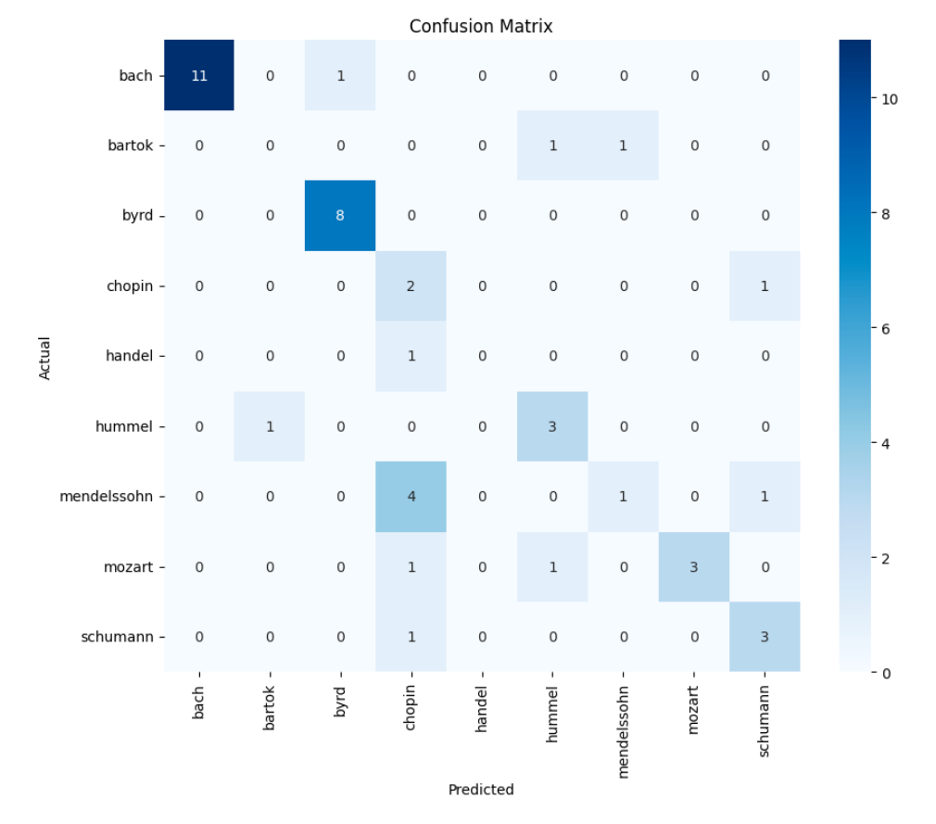 Confusion Matrix
bach 11 0 1 0 0 0 0 0 0
bartok 0 0 0 0 0 1 1 0 0
byrd 0 0 8 0 0 0 0 0 0
chopin 0 0 0 2 0 0 0 0 1
handel 0 0 0 1 0 0 0 0 0
hummel 0 1 0 0 0 3 0 0 0
mendelssohn 0 0 0 4 0 0 1 0 1
mozart 0 0 0 1 0 1 0 3 0
schumann 0 0 0 1 0 0 0 0 3
bach bartok byrd chopin handel hummel mendelssohn mozart schumann
Predicted
Actual
10
8
6
4
2
0